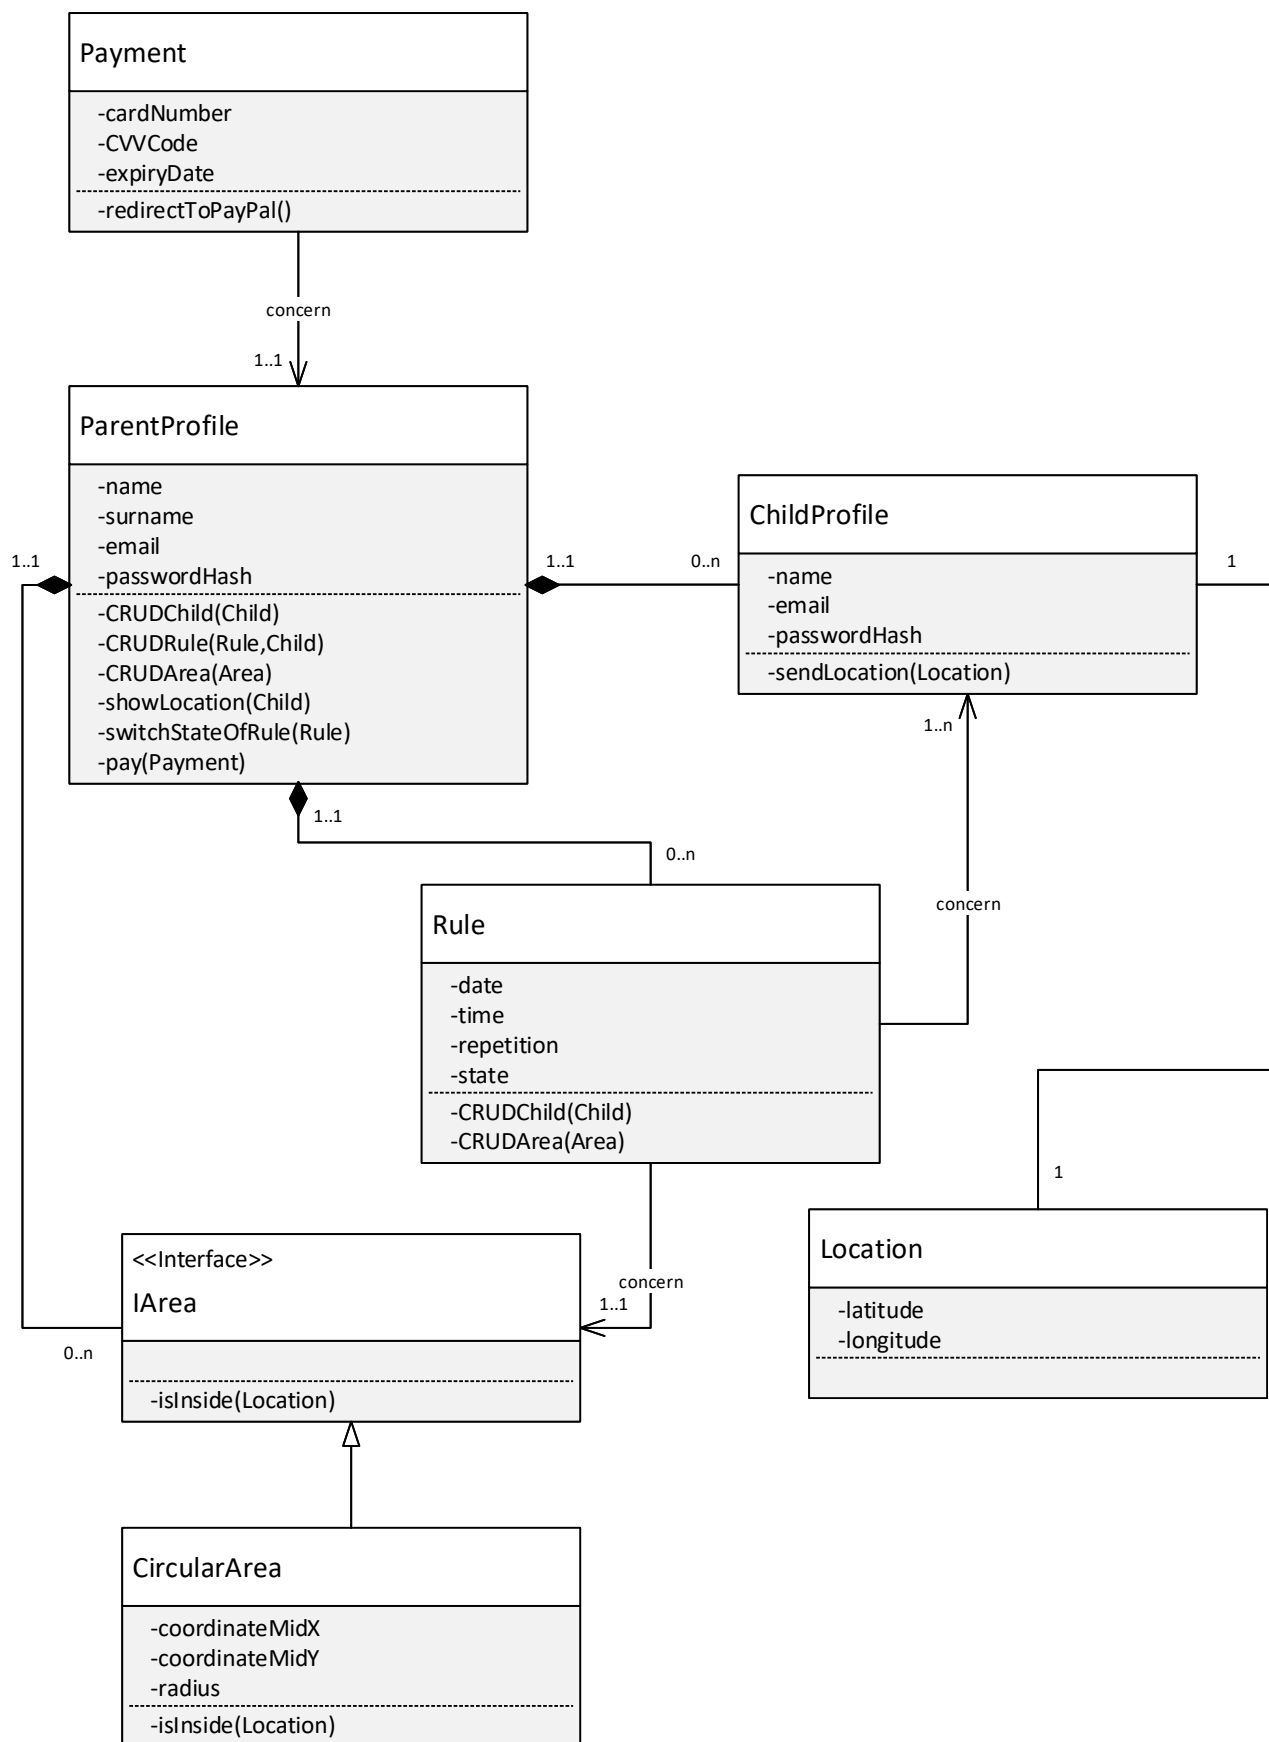 Payment
-cardNumber
-CVVCode
-expiryDate
-redirectToPayPal()
concern
1..1
ParentProfile
-name
-surname
-email
-passwordHash
-CRUDChild(Child)
-CRUDRule(Rule,Child)
-CRUDArea(Area)
-showLocation(Child)
-switchStateOfRule(Rule)
-pay(Payment)
1..1
1..1
0..n
ChildProfile
-name
-email
-passwordHash
-sendLocation(Location)
1
1..n
1..1
0..n
concern
Rule
-date
-time
-repetition
-state
-CRUDChild(Child)
-CRUDArea(Area)
1
Location
-latitude
-longitude
concern
1..1
<<Interface>>
IArea
-isInside(Location)
0..n
CircularArea
-coordinateMidX
-coordinateMidY
-radius
-isInside(Location)